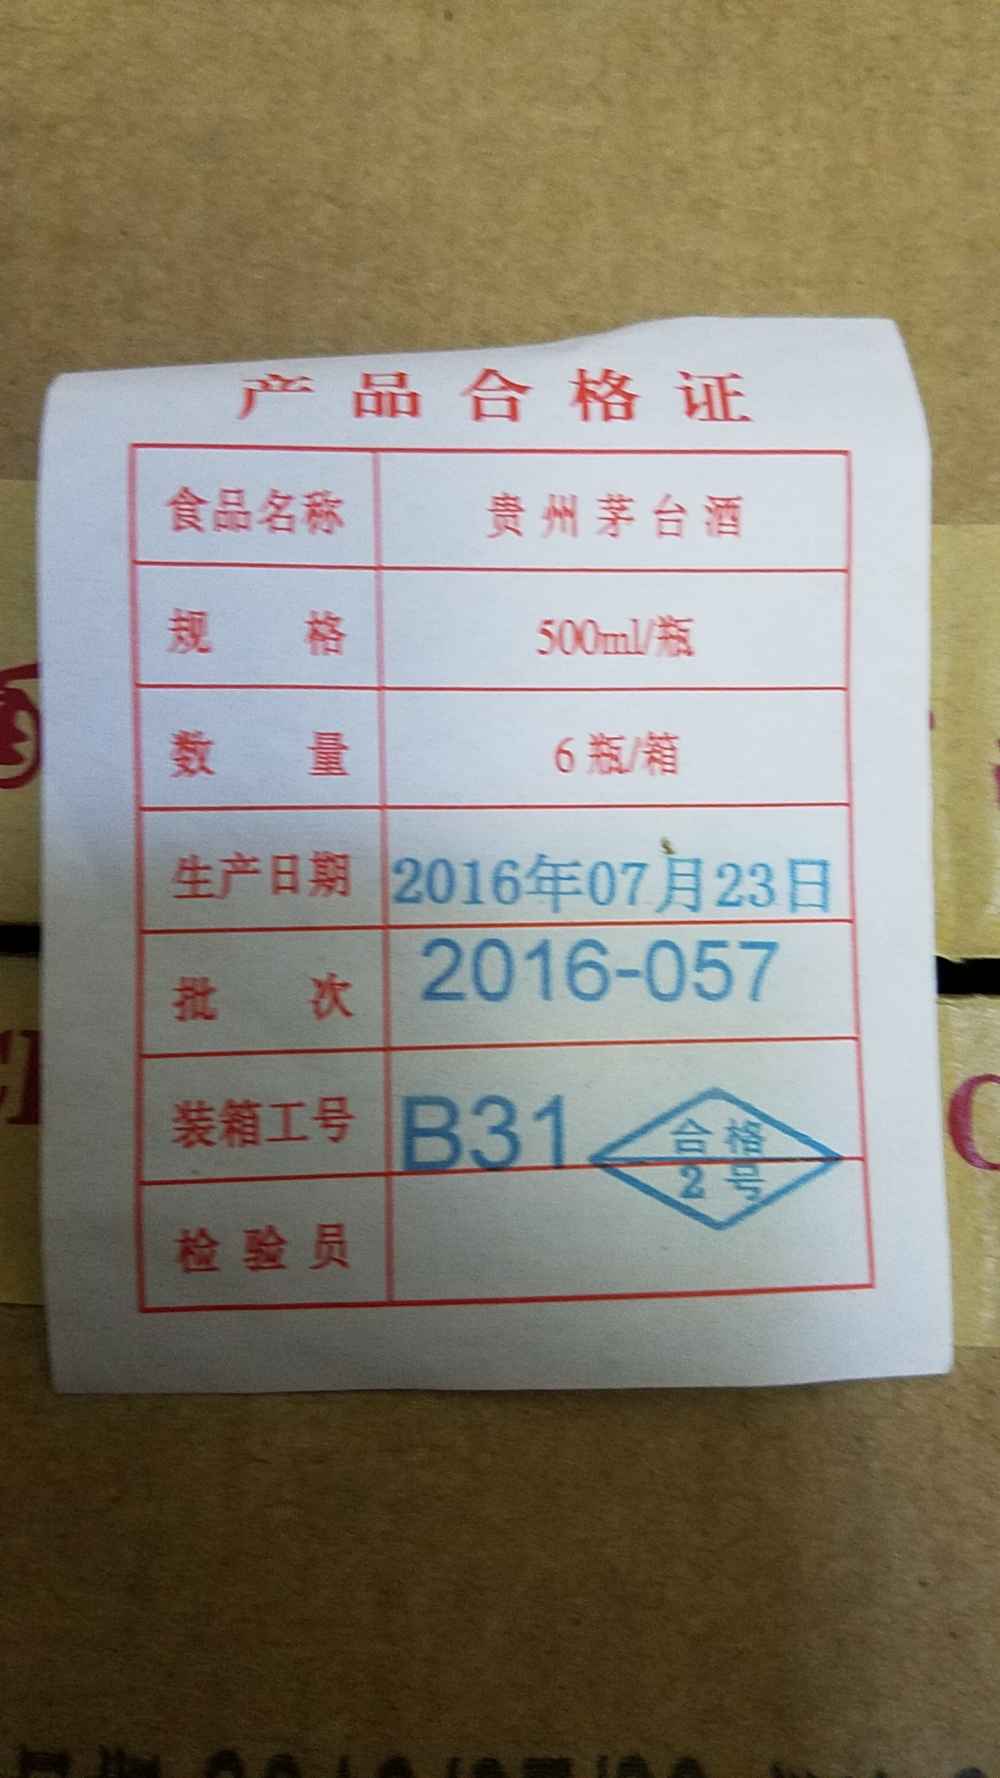 产品合格证
食品名称 贵州茅台酒
规格 500ml/瓶
数量 6瓶/箱
生产日期 2016年07月23日
批次 2016-057
装箱工号 B31
合格
2号
检验员